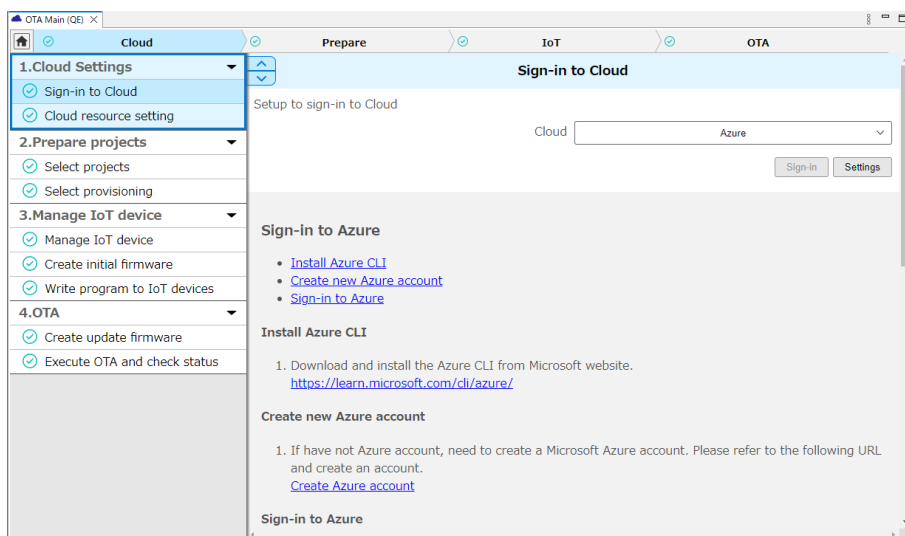 OTA Main (QE)
Cloud Prepare IoT OTA
1.Cloud Settings
Sign-in to Cloud
Cloud resource setting
2.Prepare projects
Select projects
Select provisioning
3.Manage IoT device
Manage IoT device
Create initial firmware
Write program to IoT devices
4.OTA
Create update firmware
Execute OTA and check status
Sign-in to Cloud
Setup to sign-in to Cloud
Cloud Azure
Sign-in Settings
Sign-in to Azure
• Install Azure CLI
• Create new Azure account
• Sign-in to Azure
Install Azure CLI
1. Download and install the Azure CLI from Microsoft website.
https://learn.microsoft.com/cli/azure/
Create new Azure account
1. If have not Azure account, need to create a Microsoft Azure account. Please refer to the following URL
and create an account.
Create Azure account
Sign-in to Azure